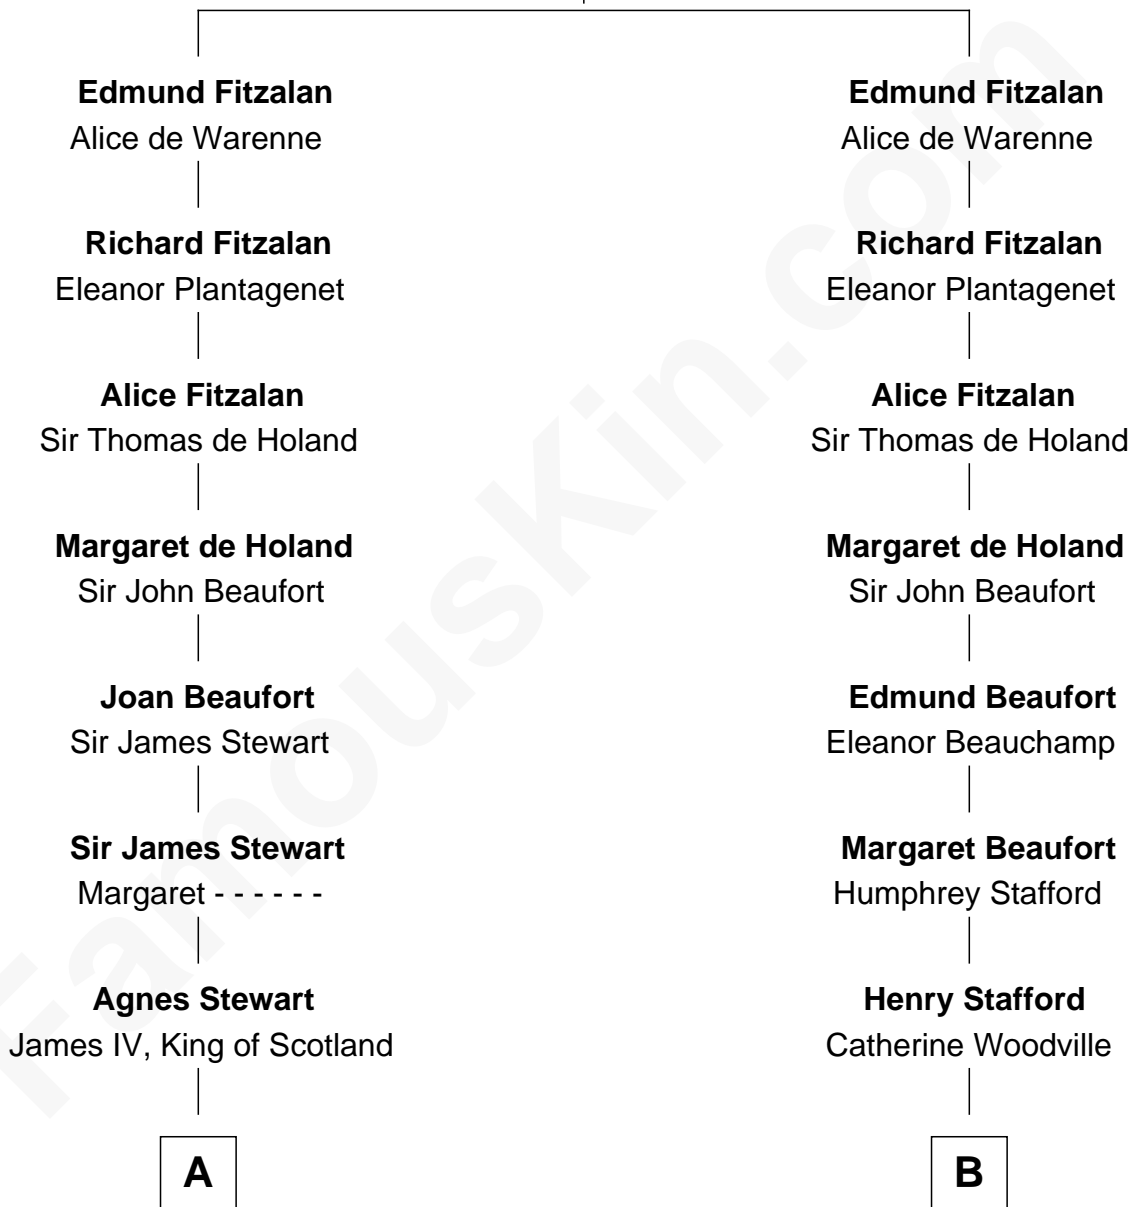 Edmund Fitzalan
Alice de Warenne
Richard Fitzalan
Eleanor Plantagenet
Alice Fitzalan
Sir Thomas de Holand
Margaret de Holand
Sir John Beaufort
Joan Beaufort
Sir James Stewart
Sir James Stewart
Margaret - - - - - -
Agnes Stewart
James IV, King of Scotland
A
Edmund Fitzalan
Alice de Warenne
Richard Fitzalan
Eleanor Plantagenet
Alice Fitzalan
Sir Thomas de Holand
Margaret de Holand
Sir John Beaufort
Edmund Beaufort
Eleanor Beauchamp
Margaret Beaufort
Humphrey Stafford
Henry Stafford
Catherine Woodville
B
FamousKin.com